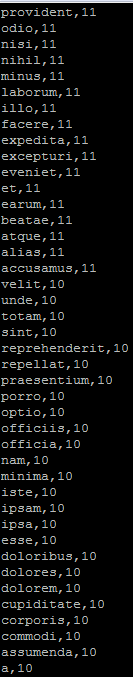 provident,11
odio,11
nisi,11
nihil,11
minus,11
laborum,11
illo,11
facere,11
expedita,11
excepturi,11
eveniet,11
et,11
earum,11
beatae,11
atque,11
alias,11
accusamus,11
velit,10
unde,10
totam,10
sint,10
reprehenderit,10
repellat,10
praesentium,10
porro,10
optio,10
officiis,10
officia,10
nam,10
minima,10
iste,10
ipsam,10
ipsa,10
esse,10
doloribus,10
dolores,10
dolorem,10
cupiditate,10
corporis,10
commodi,10
assumenda,10
a,10